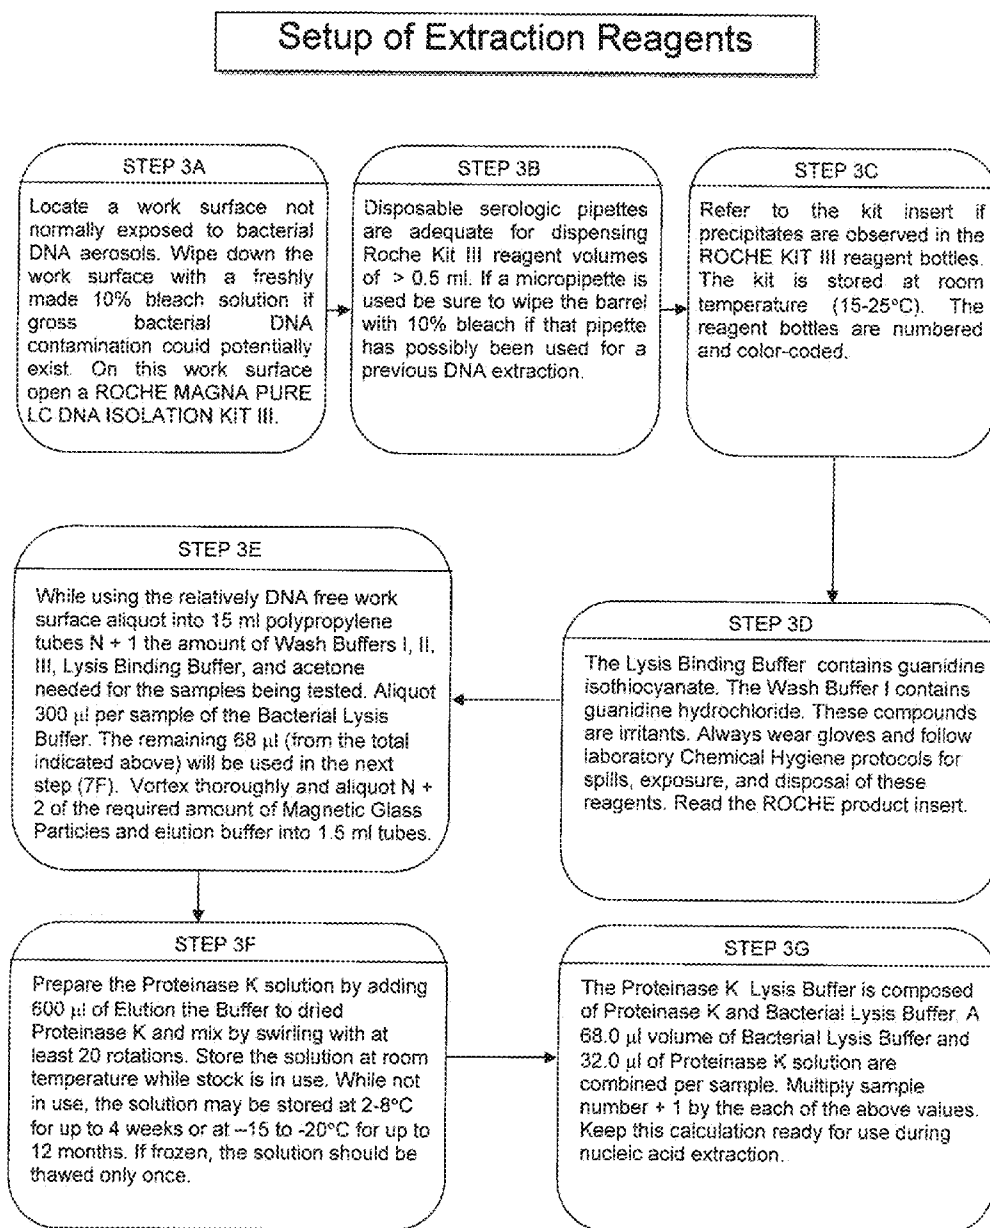 Setup of Extraction Reagents
STEP 3A
Locate a work surface not
normally exposed to bacterial
DNA aerosols. Wipe down the
work surface with a freshly
made 10% bleach solution if
gross bacterial DNA
contamination could potentially
exist. On this work surface
open a ROCHE MAGNA PURE
LC DNA ISOLATION KIT III.
STEP 3B
Disposable serologic pipettes
are adequate for dispensing
Roche Kit III reagent volumes
of > 0.5 ml. If a micropipette is
used be sure to wipe the barrel
with 10% bleach if that pipette
has possibly been used for a
previous DNA extraction.
STEP 3C
Refer to the kit insert if
precipitates are observed in the
ROCHE KIT III reagent bottles.
The kit is stored at room
temperature (15-25°C). The
reagent bottles are numbered
and color-coded.
STEP 3D
The Lysis Binding Buffer contains guanidine
isothiocyanate. The Wash Buffer I contains
guanidine hydrochloride. These compounds
are irritants. Always wear gloves and follow
laboratory Chemical Hygiene protocols for
spills, exposure, and disposal of these
reagents. Read the ROCHE product insert.
STEP 3E
While using the relatively DNA free work
surface aliquot into 15 ml polypropylene
tubes N + 1 the amount of Wash Buffers I, II,
III, Lysis Binding Buffer, and acetone
needed for the samples being tested. Aliquot
300 µl per sample of the Bacterial Lysis
Buffer. The remaining 68 µl (from the total
indicated above) will be used in the next
step (7F). Vortex thoroughly and aliquot N +
2 of the required amount of Magnetic Glass
Particles and elution buffer into 1.5 ml tubes.
STEP 3F
Prepare the Proteinase K solution by adding
600 µl of Elution the Buffer to dried
Proteinase K and mix by swirling with at
least 20 rotations. Store the solution at room
temperature while stock is in use. While not
in use, the solution may be stored at 2-8°C
for up to 4 weeks or at –15 to -20°C for up to
12 months. If frozen, the solution should be
thawed only once.
STEP 3G
The Proteinase K Lysis Buffer is composed
of Proteinase K and Bacterial Lysis Buffer. A
68.0 µl volume of Bacterial Lysis Buffer and
32.0 µl of Proteinase K solution are
combined per sample. Multiply sample
number + 1 by the each of the above values.
Keep this calculation ready for use during
nucleic acid extraction.